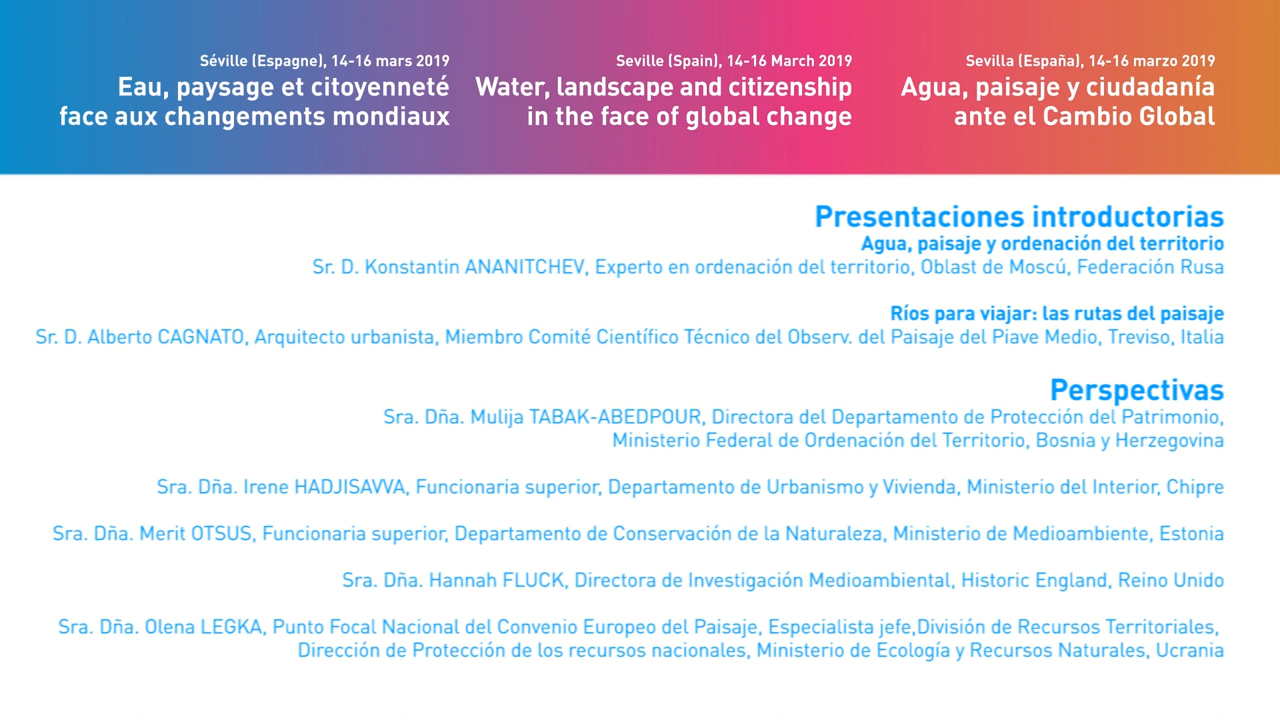 Séville (Espagne), 14-16 mars 2019
Eau, paysage et citoyenneté
face aux changements mondiaux
Seville (Spain), 14-16 March 2019
Water, landscape and citizenship
in the face of global change
Sevilla (España), 14-16 marzo 2019
Agua, paisaje y ciudadanía
ante el Cambio Global
Presentaciones introductorias
Agua, paisaje y ordenación del territorio
Sr. D. Konstantin ANANITCHEV, Experto en ordenación del territorio, Oblast de Moscú, Federación Rusa
Ríos para viajar: las rutas del paisaje
Sr. D. Alberto CAGNATO, Arquitecto urbanista, Miembro Comité Científico Técnico del Observ. del Paisaje del Piave Medio, Treviso, Italia
Perspectivas
Sra. Dña. Mulija TABAK-ABEDPOUR, Directora del Departamento de Protección del Patrimonio,
Ministerio Federal de Ordenación del Territorio, Bosnia y Herzegovina
Sra. Dña. Irene HADJISAVVA, Funcionaria superior, Departamento de Urbanismo y Vivienda, Ministerio del Interior, Chipre
Sra. Dña. Merit OTSUS, Funcionaria superior, Departamento de Conservación de la Naturaleza, Ministerio de Medioambiente, Estonia
Sra. Dña. Hannah FLUCK, Directora de Investigación Medioambiental, Historic England, Reino Unido
Sra. Dña. Olena LEGKA, Punto Focal Nacional del Convenio Europeo del Paisaje, Especialista jefe,División de Recursos Territoriales,
Dirección de Protección de los recursos nacionales, Ministerio de Ecología y Recursos Naturales, Ucrania